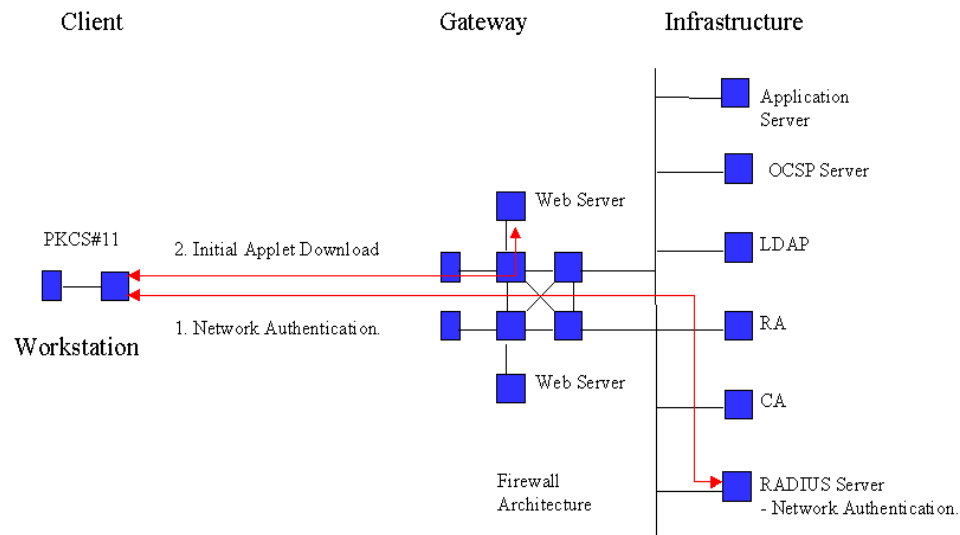 Client
Gateway
Infrastructure
Application
Server
OCSP Server
Web Server
PKCS#11
2. Initial Applet Download
LDAP
1. Network Authentication.
RA
Workstation
Web Server
CA
Firewall
Architecture
RADIUS Server
- Network Authentication.